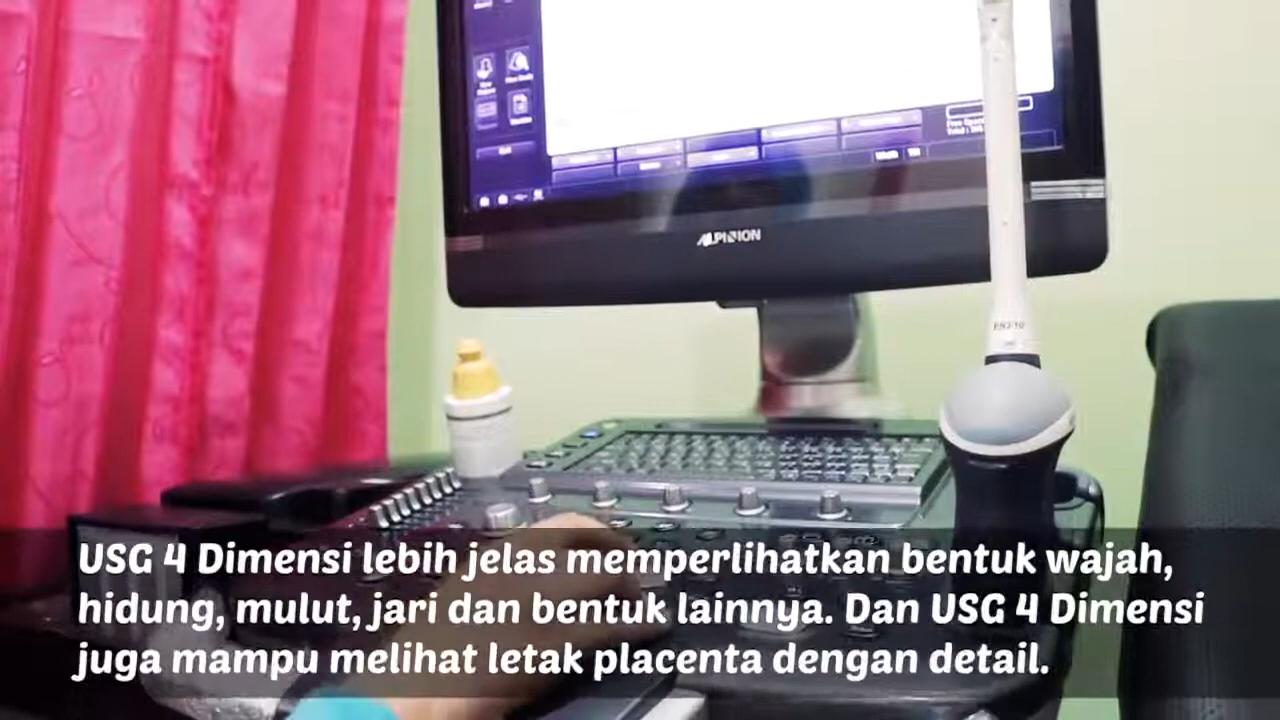 ALPINION
USG 4 Dimensi lebih jelas memperlihatkan bentuk wajah,
hidung, mulut, jari dan bentuk lainnya. Dan USG 4 Dimensi
juga mampu melihat letak placenta dengan detail.